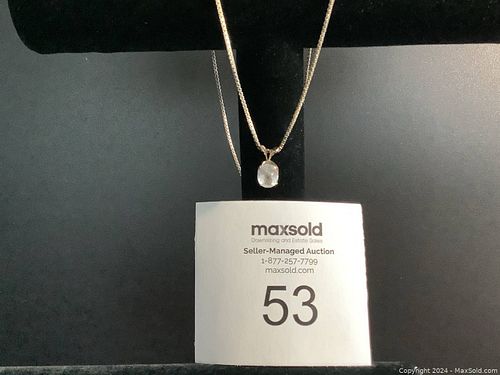 maxsold
Downsizing and Estate Sales
Seller-Managed Auction
1-877-257-7799
maxsold.com
53
Copyright © 2024 - MaxSold.com